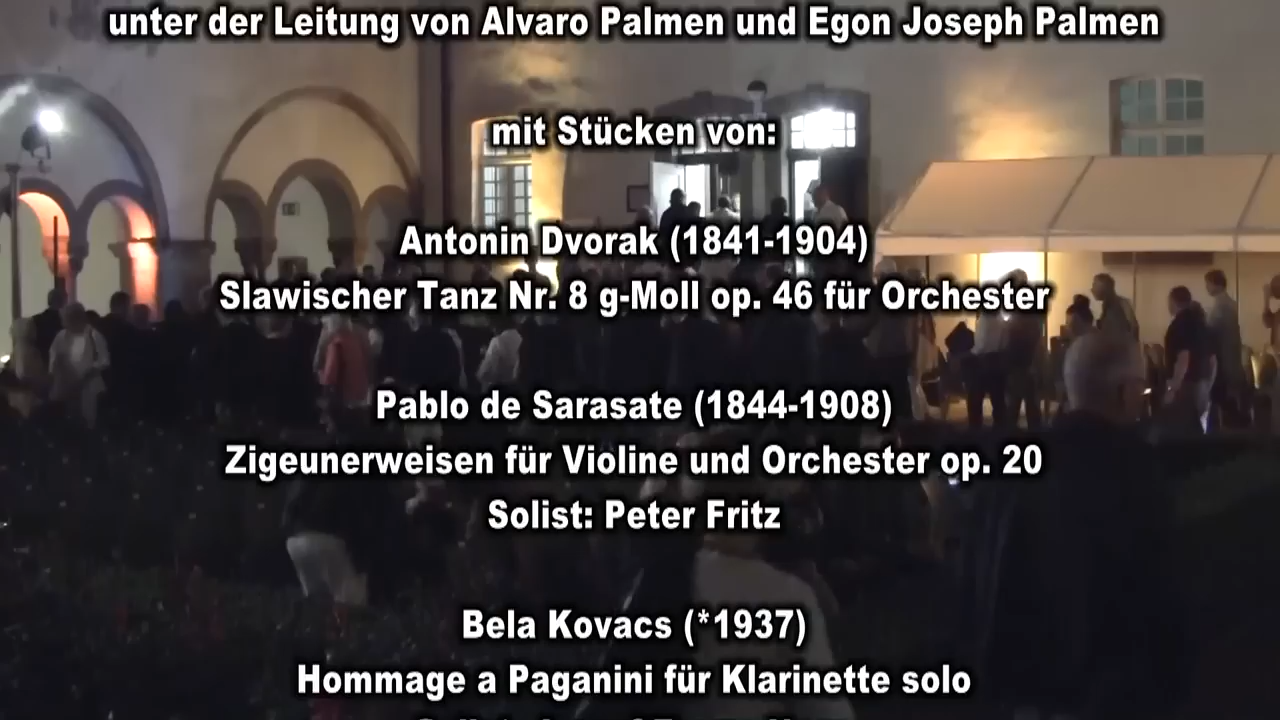 unter der Leitung von Alvaro Palmen und Egon Joseph Palmen
mit Stücken von:
Antonin Dvorak (1841-1904)
Slawischer Tanz Nr. 8 g-Moll op. 46 für Orchester
Pablo de Sarasate (1844-1908)
Zigeunerweisen für Violine und Orchester op. 20
Solist: Peter Fritz
Bela Kovacs (*1937)
Hommage a Paganini für Klarinette solo